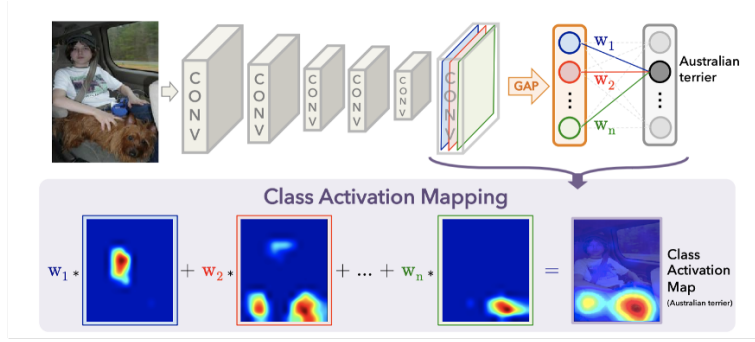 CONV
CONV
CONV
CONV
CONV
CONV
GAP
w1
w2
wn
Australian
terrier
Class Activation Mapping
w1 * + w2 * + ... + wn * =
Class
Activation
Map
(Australian terrier)